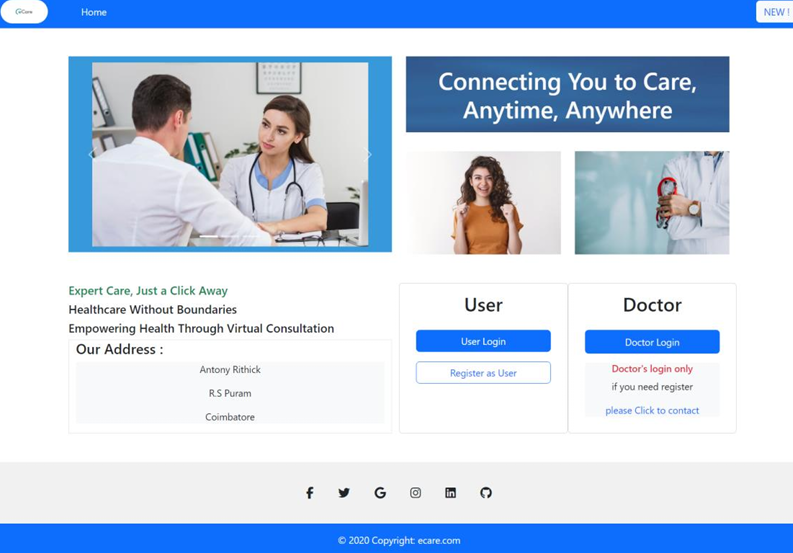 eCare
Home
NEW !
Connecting You to Care,
Anytime, Anywhere
Expert Care, Just a Click Away
Healthcare Without Boundaries
Empowering Health Through Virtual Consultation
Our Address :
Antony Rithick
R.S Puram
Coimbatore
User
User Login
Register as User
Doctor
Doctor Login
Doctor's login only
if you need register
please Click to contact
© 2020 Copyright: ecare.com